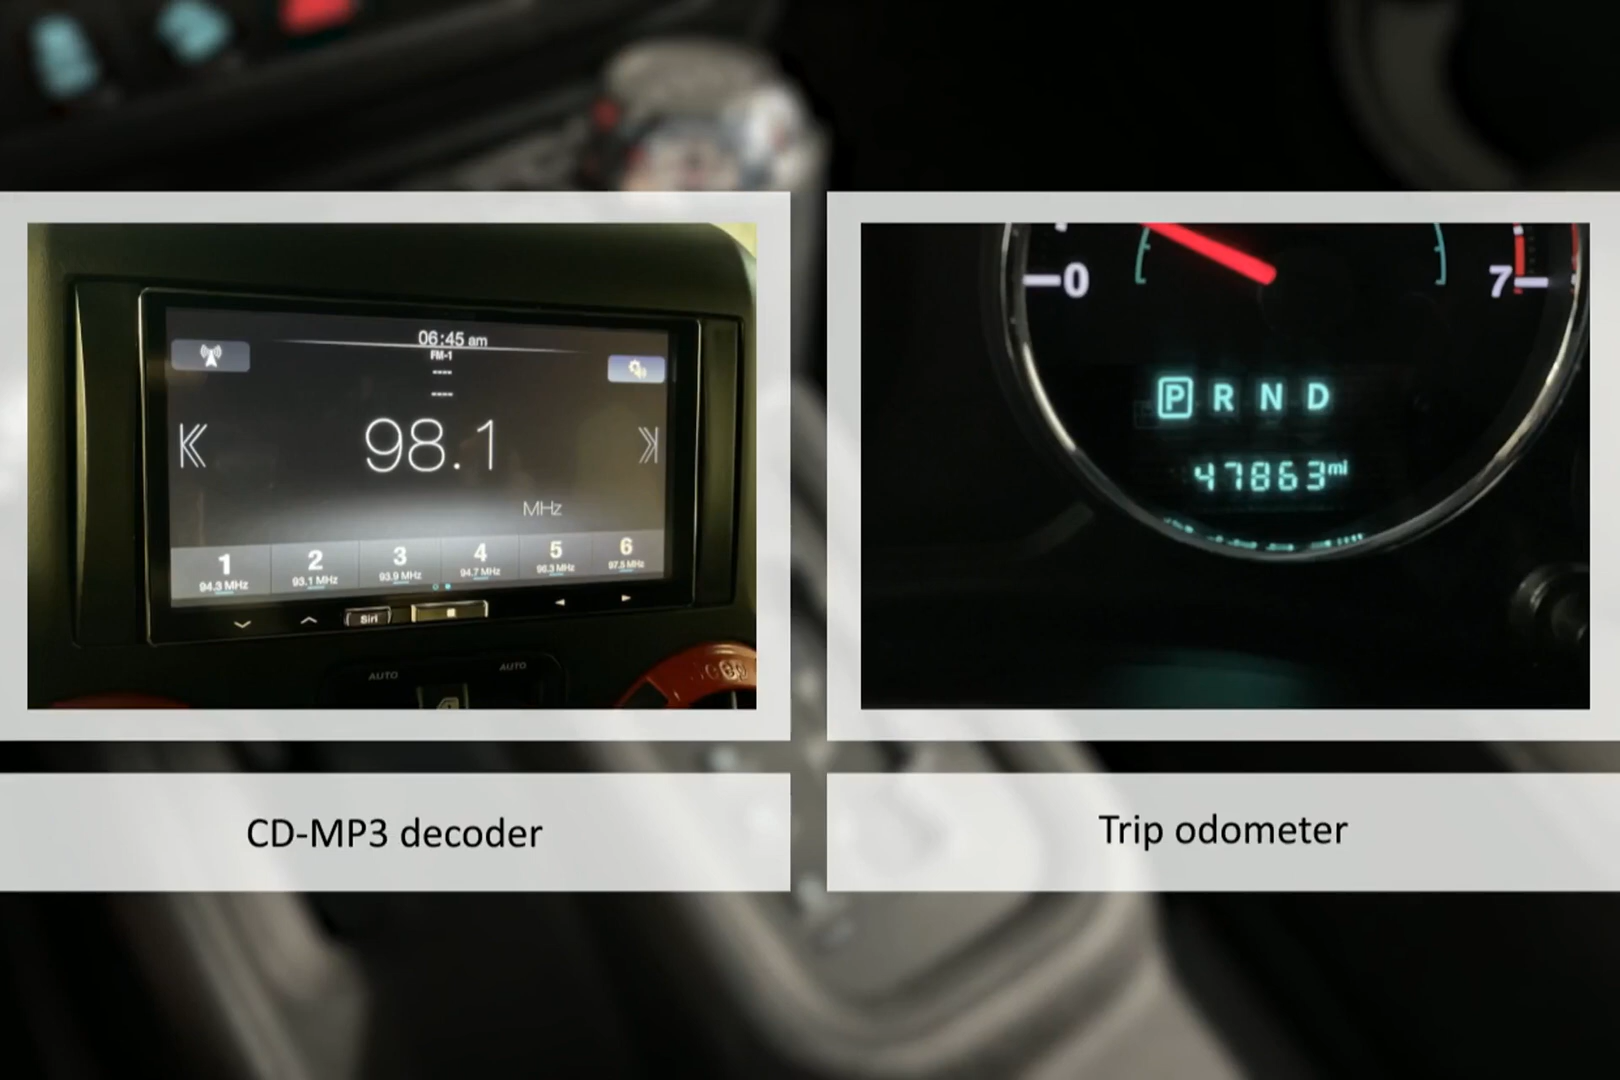 06:45 am
FM-1
----
----
98.1
MHz
1 2 3 4 5 6
94.3 MHz 93.1 MHz 93.9 MHz 94.7 MHz 96.3 MHz 97.5 MHz
Siri
AUTO AUTO
0 7
P R N D
47863 mi
CD-MP3 decoder
Trip odometer